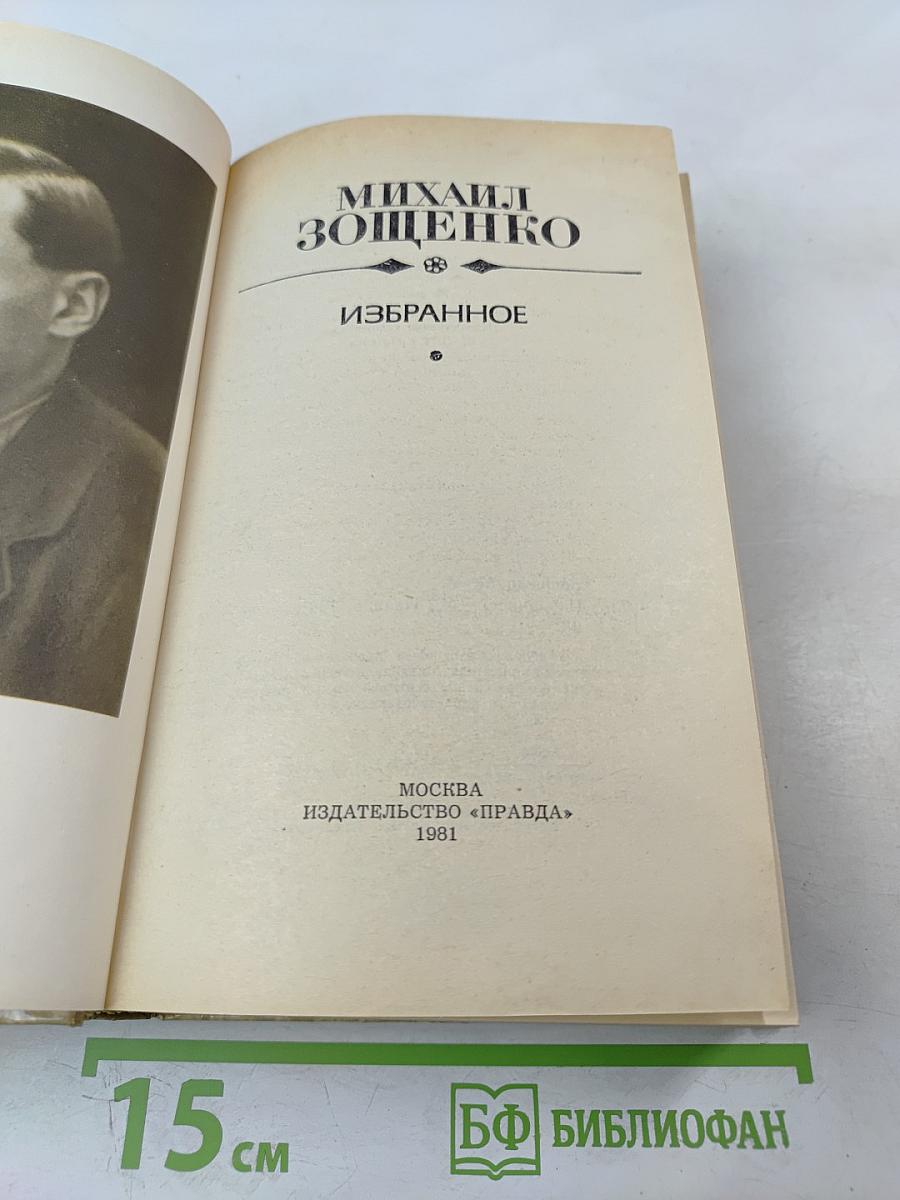 МИХАИЛ
ЗОЩЕНКО
ИЗБРАННОЕ
МОСКВА
ИЗДАТЕЛЬСТВО «ПРАВДА»
1981
15 см
БФ БИБЛИОФАН